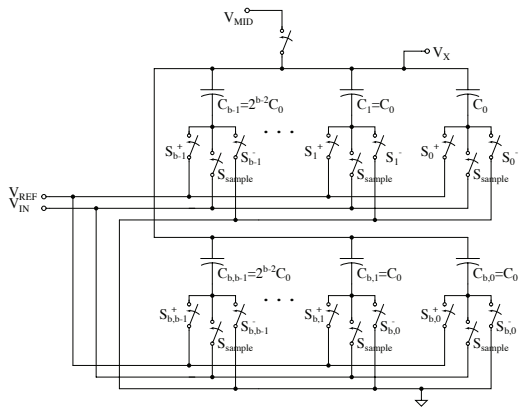 V_MID
V_X
C_b-1=2^b-2C_0
C_1=C_0
C_0
. . .
S_b-1^+
S_b-1^-
S_1^+
S_1^-
S_0^+
S_0^-
S_sample
S_sample
S_sample
V_REF
V_IN
C_b,b-1=2^b-2C_0
C_b,1=C_0
C_b,0=C_0
. . .
S_b,b-1^+
S_b,b-1^-
S_b,1^+
S_b,0^-
S_b,0^+
S_b,0^-
S_sample
S_sample
S_sample